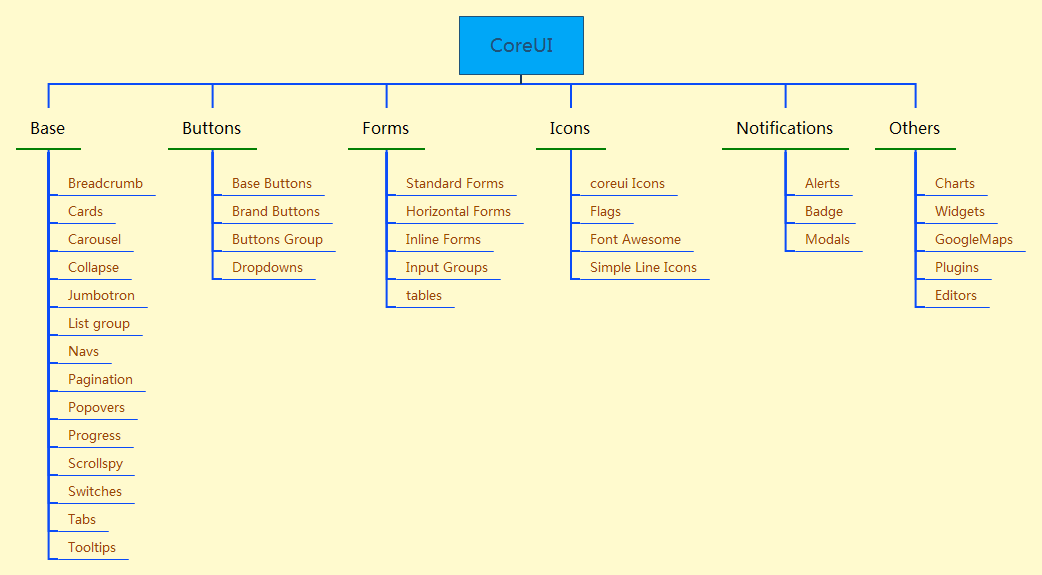 CoreUI
Base
Buttons
Forms
Icons
Notifications
Others
Breadcrumb
Cards
Carousel
Collapse
Jumbotron
List group
Navs
Pagination
Popovers
Progress
Scrollspy
Switches
Tabs
Tooltips
Base Buttons
Brand Buttons
Buttons Group
Dropdowns
Standard Forms
Horizontal Forms
Inline Forms
Input Groups
tables
coreui Icons
Flags
Font Awesome
Simple Line Icons
Alerts
Badge
Modals
Charts
Widgets
GoogleMaps
Plugins
Editors